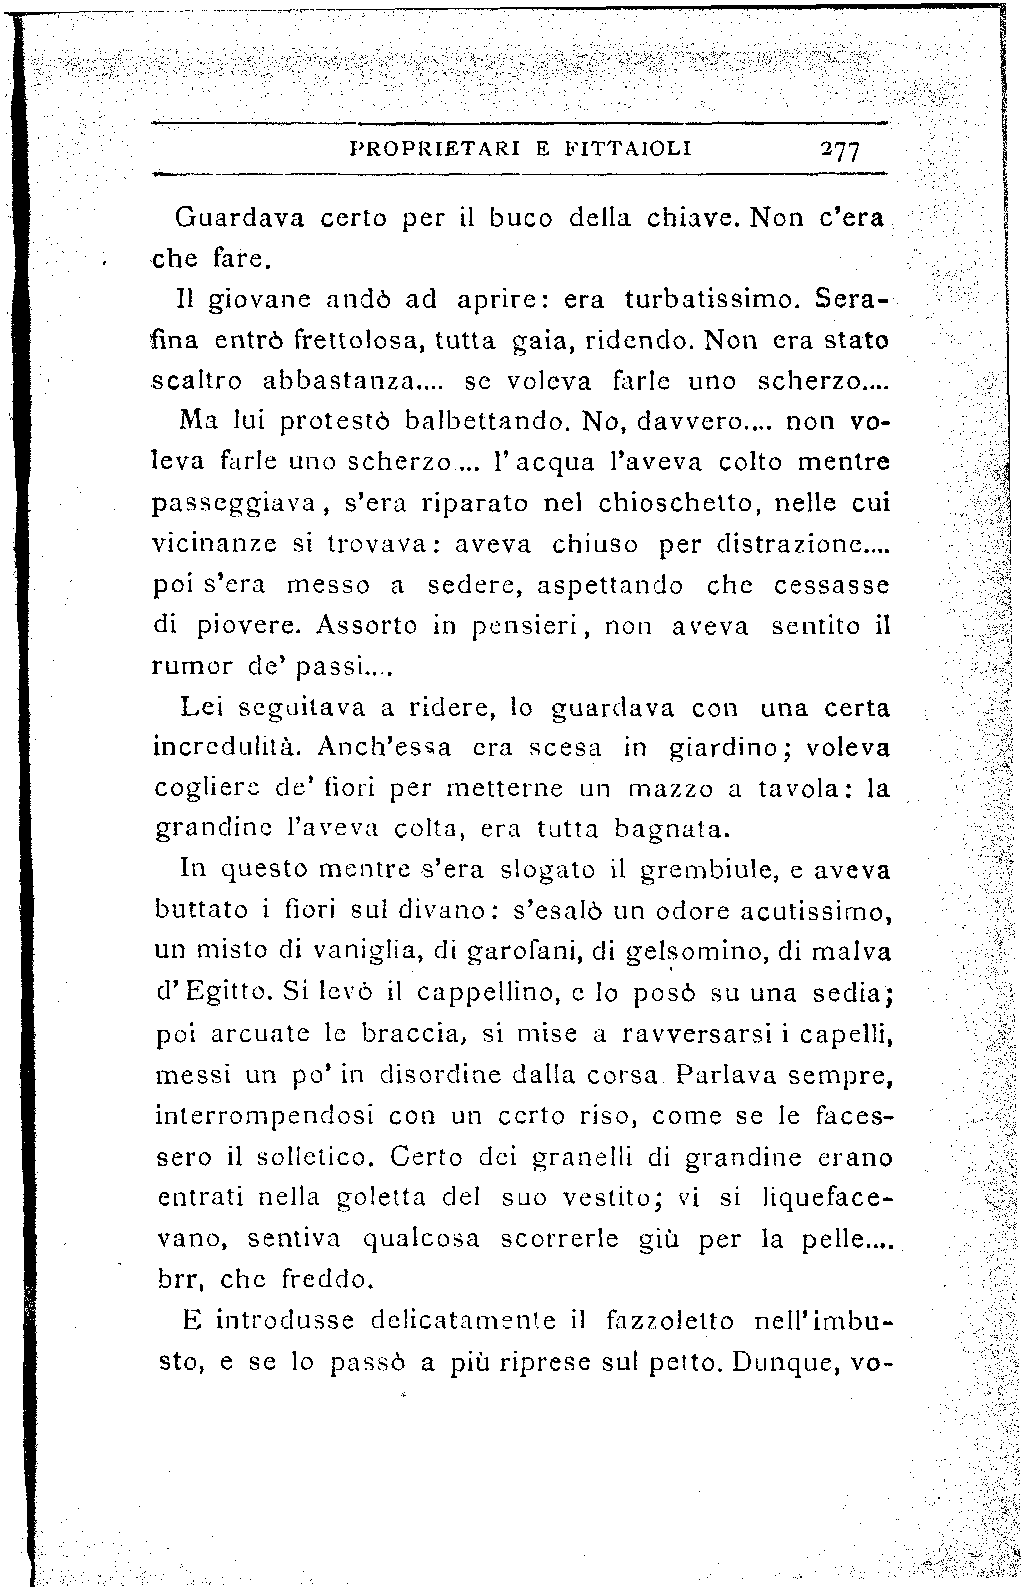 PROPRIETARI E FITTAIOLI 277
Guardava certo per il buco della chiave. Non c'era
che fare.
Il giovane andò ad aprire: era turbatissimo. Sera-
fina entrò frettolosa, tutta gaia, ridendo. Non era stato
scaltro abbastanza.... se voleva farle uno scherzo....
Ma lui protestò balbettando. No, davvero.... non vo-
leva farle uno scherzo.... l'acqua l'aveva colto mentre
passeggiava, s'era riparato nel chioschetto, nelle cui
vicinanze si trovava: aveva chiuso per distrazione....
poi s'era messo a sedere, aspettando che cessasse
di piovere. Assorto in pensieri, non aveva sentito il
rumor de' passi....
Lei seguitava a ridere, lo guardava con una certa
incredulità. Anch'essa era scesa in giardino; voleva
cogliere de' fiori per metterne un mazzo a tavola: la
grandine l'aveva colta, era tutta bagnata.
In questo mentre s'era slogato il grembiule, e aveva
buttato i fiori sul divano: s'esalò un odore acutissimo,
un misto di vaniglia, di garofani, di gelsomino, di malva
d'Egitto. Si levò il cappellino, e lo posò su una sedia;
poi arcuate le braccia, si mise a ravversarsi i capelli,
messi un po' in disordine dalla corsa. Parlava sempre,
interrompendosi con un certo riso, come se le faces-
sero il solletico. Certo dei granelli di grandine erano
entrati nella goletta del suo vestito; vi si liqueface-
vano, sentiva qualcosa scorrerle giù per la pelle....
brr, che freddo.
E introdusse delicatamente il fazzoletto nell'imbu-
sto, e se lo passò a più riprese sul petto. Dunque, vo-